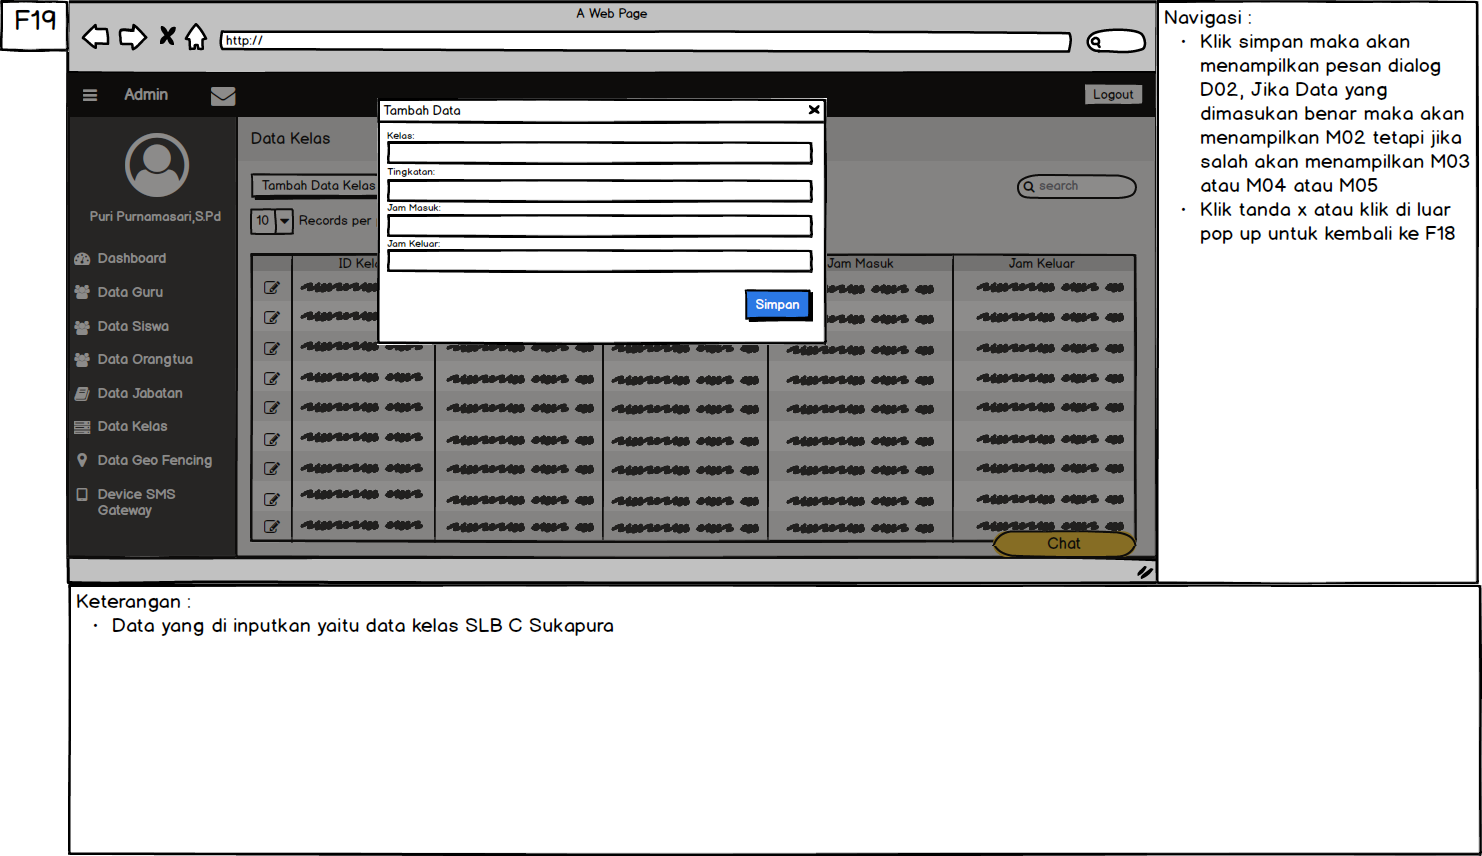 F19
A Web Page
http://
Admin
Logout
Puri Purnamasari,S.Pd
Dashboard
Data Guru
Data Siswa
Data Orangtua
Data Jabatan
Data Kelas
Data Geo Fencing
Device SMS
Gateway
Data Kelas
Tambah Data Kelas
search
10
Records per
ID Kel
Jam Masuk
Jam Keluar
Tambah Data
Kelas:
Tingkatan:
Jam Masuk:
Jam Keluar:
Simpan
Chat
Navigasi :
• Klik simpan maka akan
menampilkan pesan dialog
D02, Jika Data yang
dimasukan benar maka akan
menampilkan M02 tetapi jika
salah akan menampilkan M03
atau M04 atau M05
• Klik tanda x atau klik di luar
pop up untuk kembali ke F18
Keterangan :
• Data yang di inputkan yaitu data kelas SLB C Sukapura